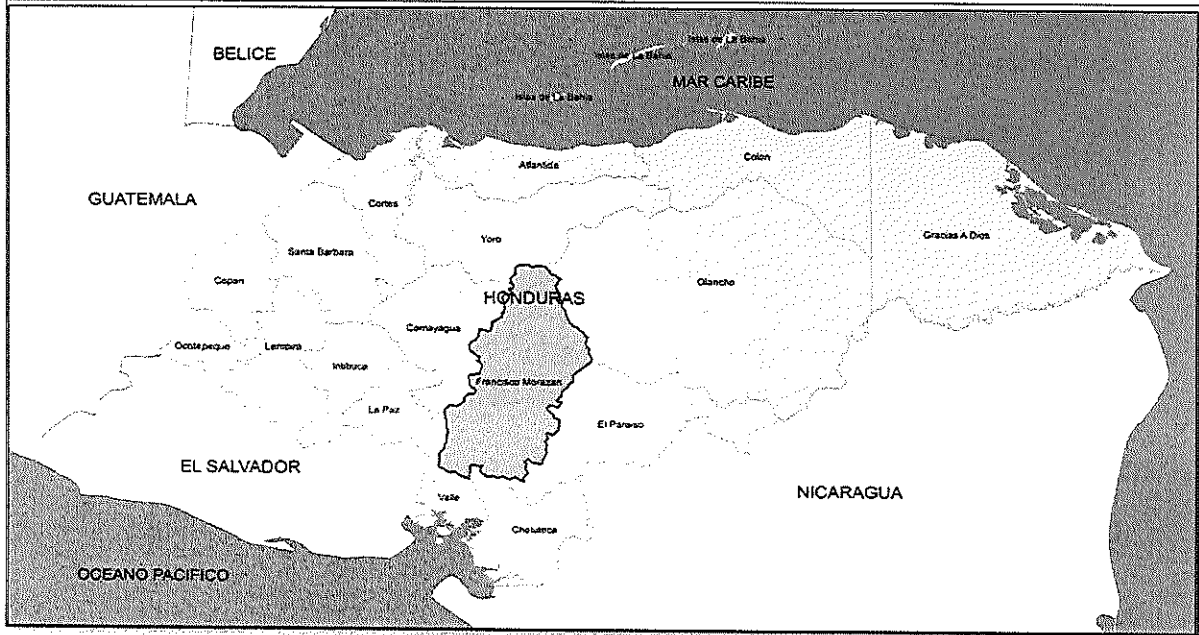 Islas de La Bahia
BELICE
Islas de La Bahia
MAR CARIBE
Islas de La Bahia
Atlantida
Colon
GUATEMALA
Cortes
Gracias A Dios
Yoro
Santa Barbara
Copan
Olancho
HONDURAS
Comayagua
Ocotepeque
Lempira
Intibuca
Francisco Morazan
La Paz
El Paraiso
EL SALVADOR
NICARAGUA
Valle
Choluteca
OCEANO PACIFICO